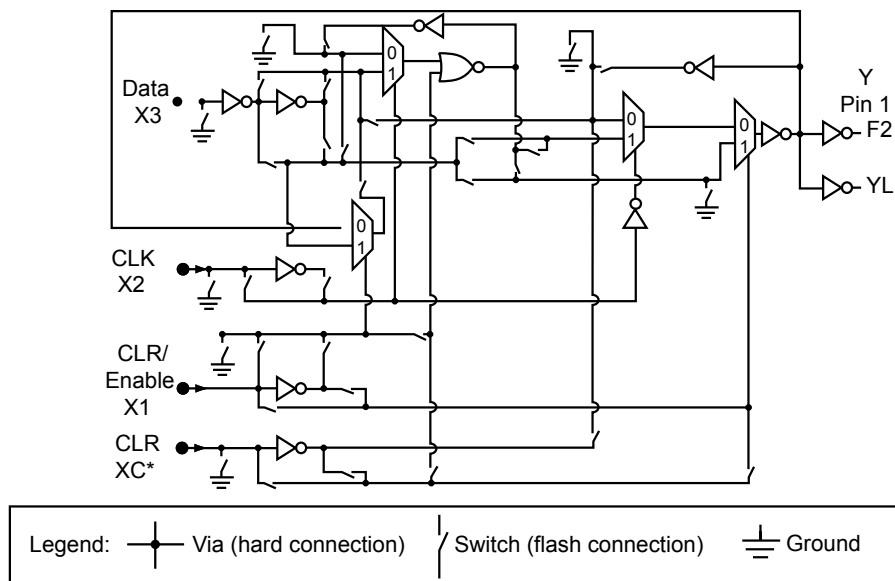 0
1
Y
Pin 1
F2
YL
Data
X3
0
1
0
1
0
1
CLK
X2
CLR/
Enable
X1
CLR
XC*
Legend: Via (hard connection) Switch (flash connection) Ground